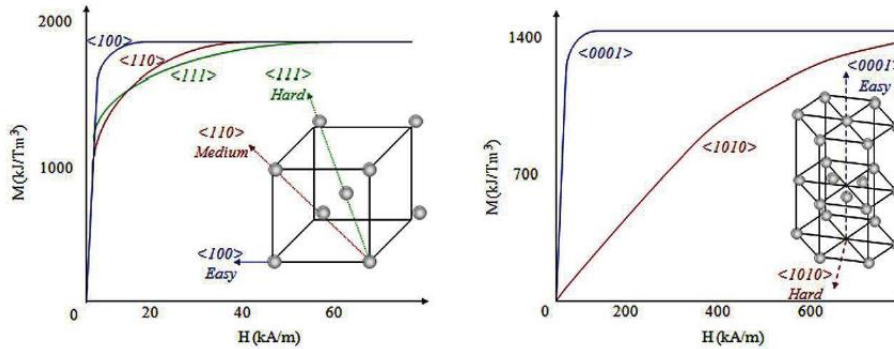 2000
<100>
<110>
<111>
<111>
Hard
<110>
Medium
1000
M(kJ/Tm³)
<100>
Easy
0
20
40
60
H (kA/m)
1400
<0001>
<0001>
Easy
<1010>
700
M(kJ/Tm³)
<1010>
Hard
0
200
400
600
H (kA/m)